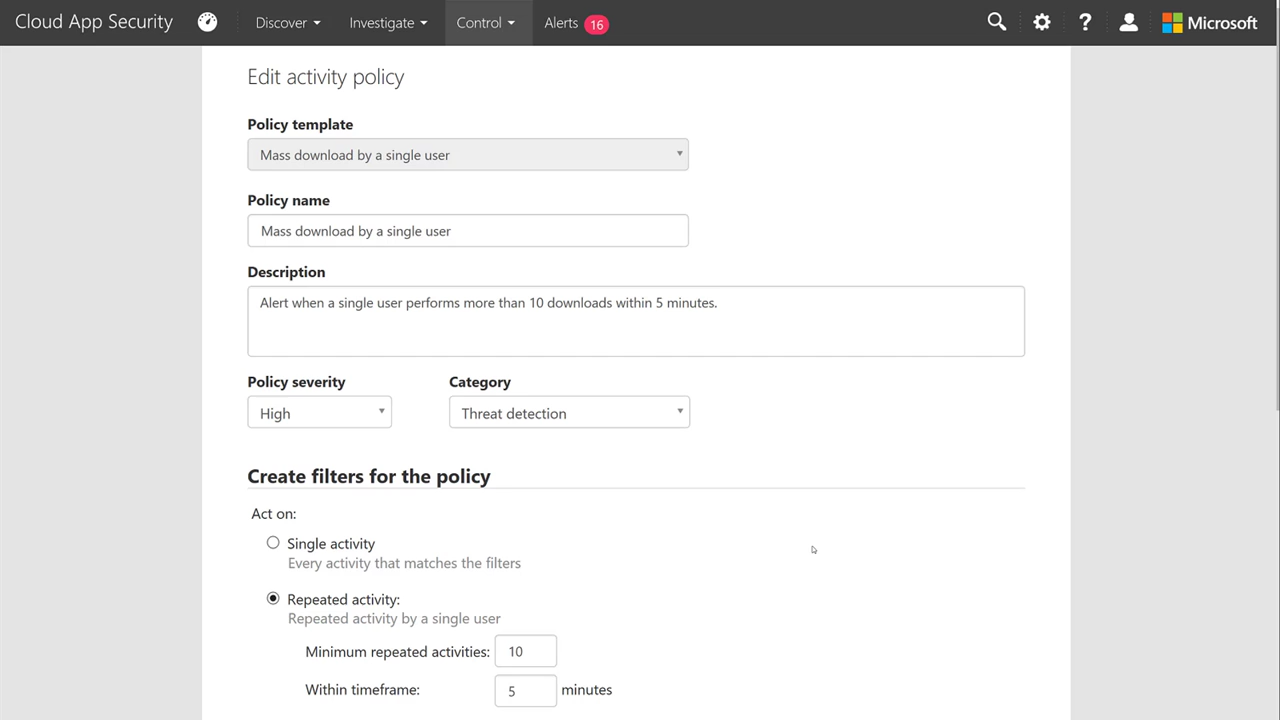 Cloud App Security Discover Investigate Control Alerts 16 ? Microsoft
Edit activity policy
Policy template
Mass download by a single user
Policy name
Mass download by a single user
Description
Alert when a single user performs more than 10 downloads within 5 minutes.
Policy severity Category
High Threat detection
Create filters for the policy
Act on:
Single activity
Every activity that matches the filters
Repeated activity:
Repeated activity by a single user
Minimum repeated activities: 10
Within timeframe: 5 minutes